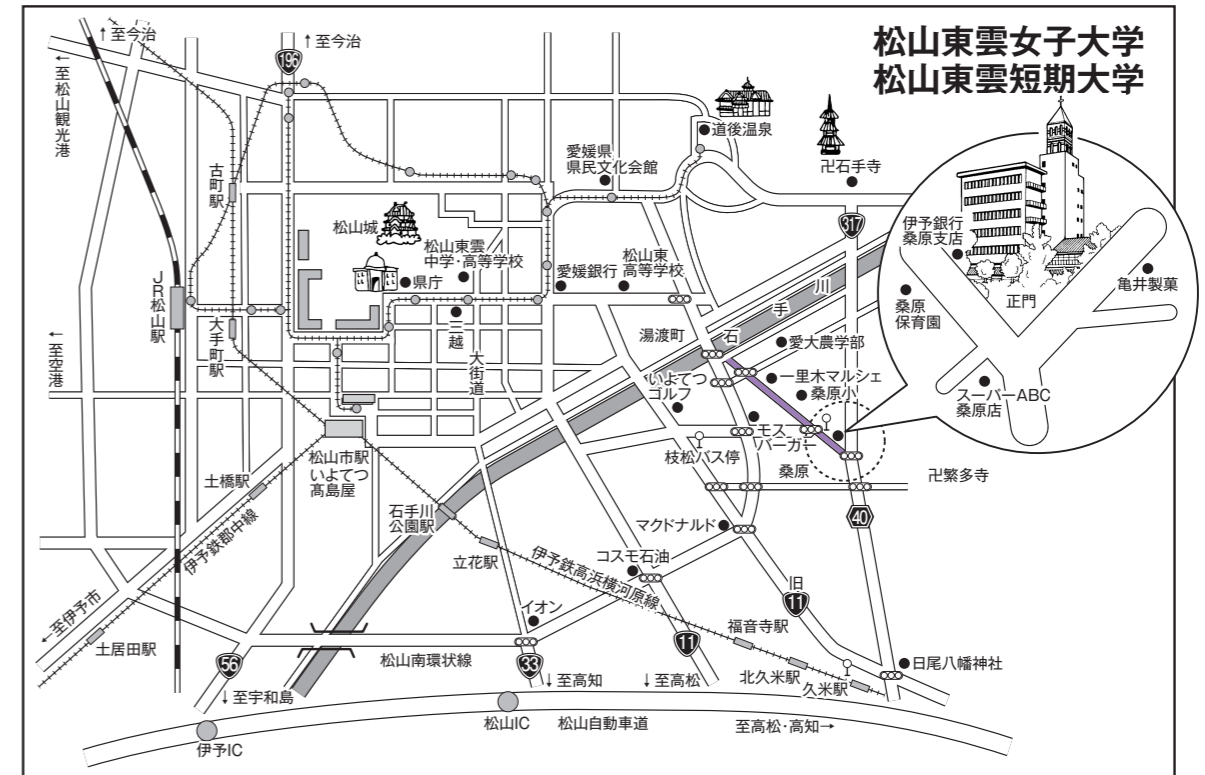 松山東雲女子大学
松山東雲短期大学
↑至今治
↑至今治
196
←至松山観光港
道後温泉
愛媛県
県民文化会館
卍石手寺
古町駅
317
伊予銀行
桑原支店
松山城
松山東雲
中学・高等学校
松山東
高等学校
県庁
愛媛銀行
亀井製菓
正門
桑原
保育園
JR松山駅
石手川
三越
湯渡町
愛大農学部
大手町駅
←至空港
大街道
いよてつ
ゴルフ
一里木マルシェ
桑原小
スーパーABC
桑原店
モス
バーガー
枝松バス停
松山市駅
いよてつ
髙島屋
桑原
卍繁多寺
土橋駅
石手川
公園駅
マクドナルド
40
伊予鉄郡中線
立花駅
コスモ石油
伊予鉄高浜横河原線
旧
11
イオン
←至伊予市
土居田駅
福音寺駅
11
松山南環状線
56
33
北久米駅
日尾八幡神社
久米駅
↓至宇和島
↓至高知
↓至高松
松山IC
松山自動車道
至高松・高知→
伊予IC